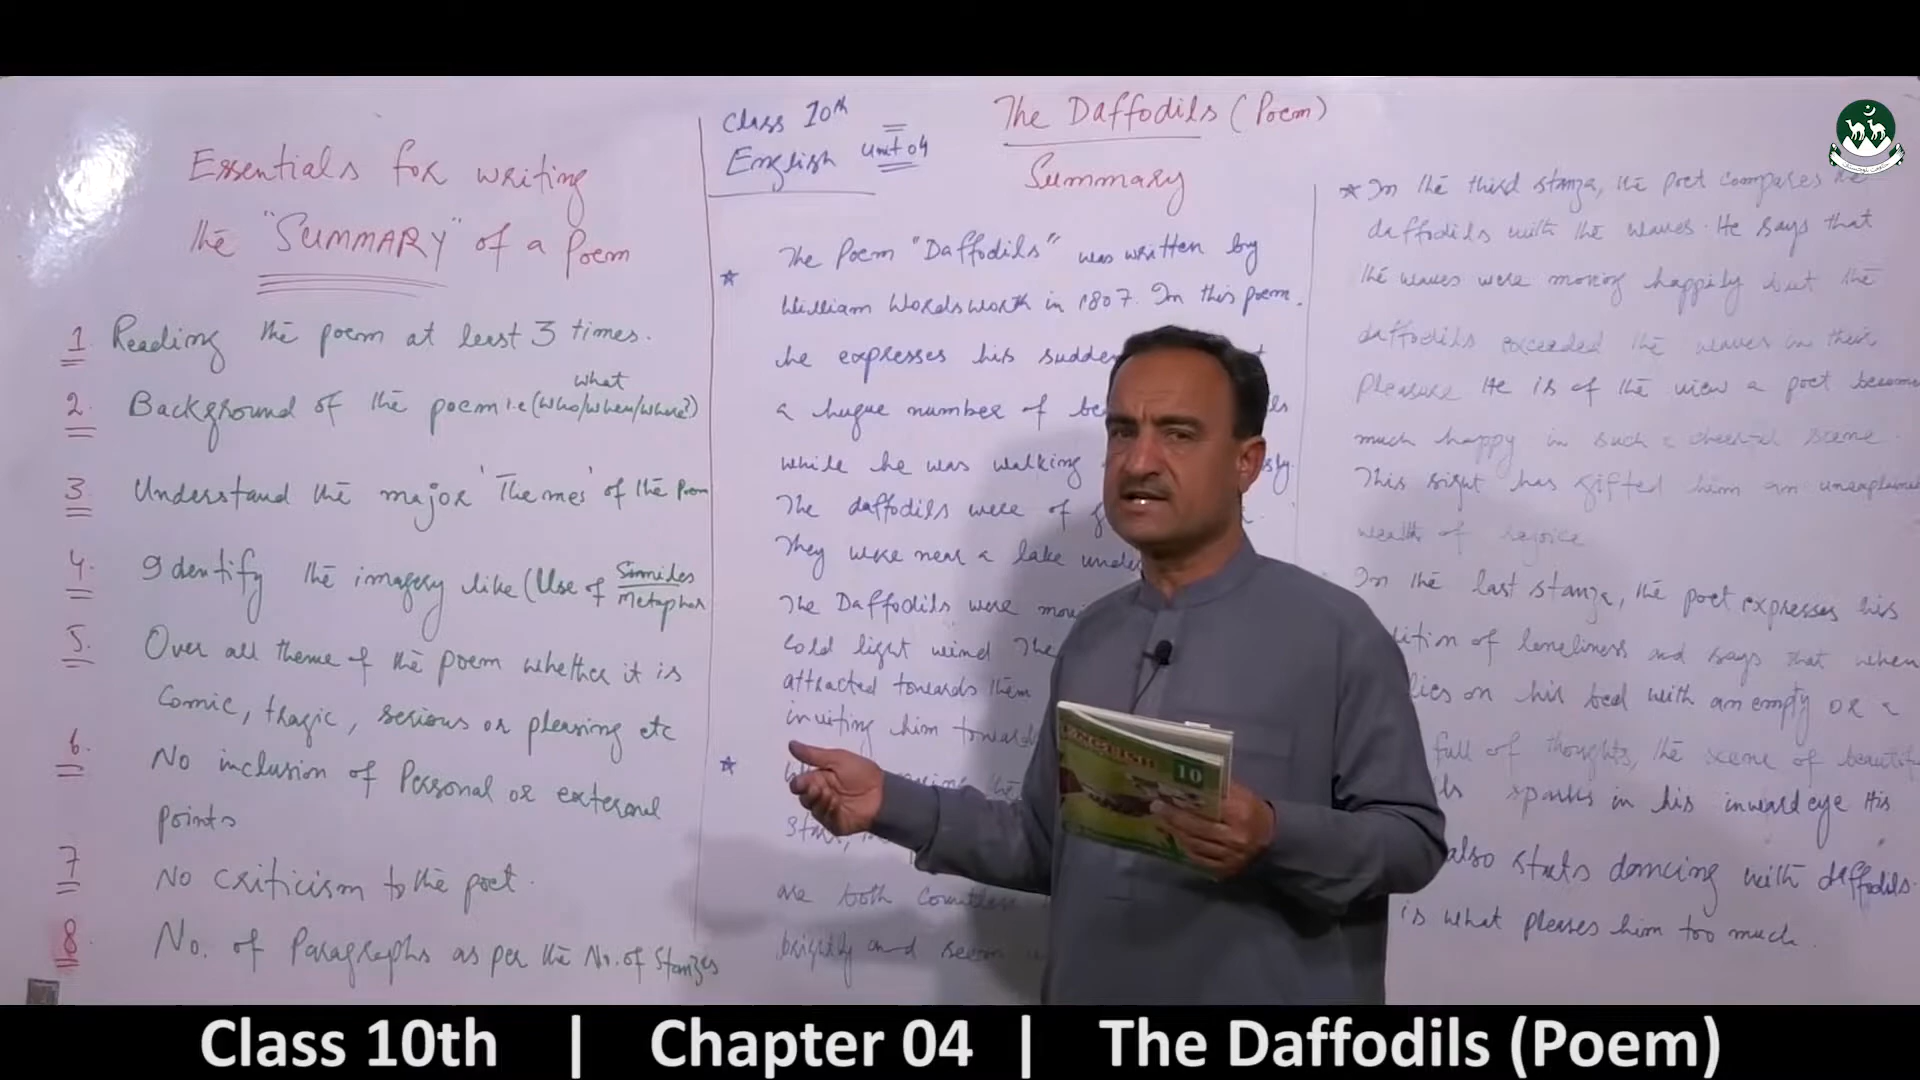 Essentials for writing
the "SUMMARY" of a Poem
1. Reading the poem at least 3 times.
what
2. Background of the poem i.e (who/when/where?)
3. Understand the major 'Themes' of the Poem
4. Identify the imagery like (Use of Similes
Metaphor
5. Over all theme of the poem whether it is
Comic, tragic, serious or pleasing etc
6. No inclusion of Personal or external
points
7 No criticism to the poet.
8. No. of Paragraphs as per the No. of Stanzes
Class 10th
English Unit 04
The Daffodils (Poem)
Summary
The Poem "Daffodils" was written by
William Wordsworth in 1807. In this poem.
he expresses his sudden
a hugue number of
while he was walking
The daffodils were of
They were near a lake under
The Daffodils were
Cold light wind The
attracted towards them
inviting him towards
are both Countless
brightly and seem
In the third stanza, the poet compares
daffodils with the waves. He says that
the waves were moving happily but the
daffodils exceeded the waves in their
pleasure He is of the view a poet
much happy in such a cheerful scene.
This sight has gifted him an
wealth of rejoice
In the last stanza, the poet expresses his
of loneliness and says that when
lies on his bed with an empty or a
full of thoughts, the scene of
sparks in his inward eye His
also starts dancing with daffodils.
is what pleases him too much.
ENGLISH
10
Class 10th | Chapter 04 | The Daffodils (Poem)